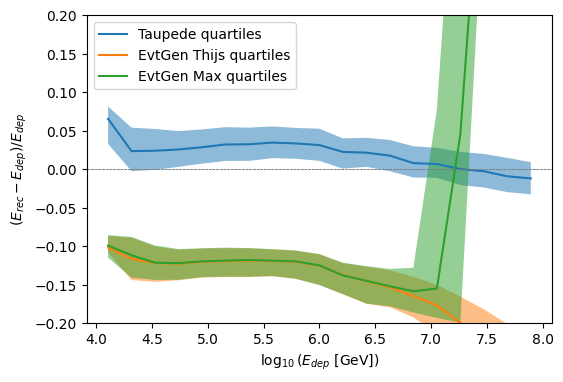 0.20
0.15
0.10
0.05
0.00
−0.05
−0.10
−0.15
−0.20
(E_rec − E_dep)/E_dep
Taupede quartiles
EvtGen Thijs quartiles
EvtGen Max quartiles
4.0 4.5 5.0 5.5 6.0 6.5 7.0 7.5 8.0
log₁₀ (E_dep [GeV])